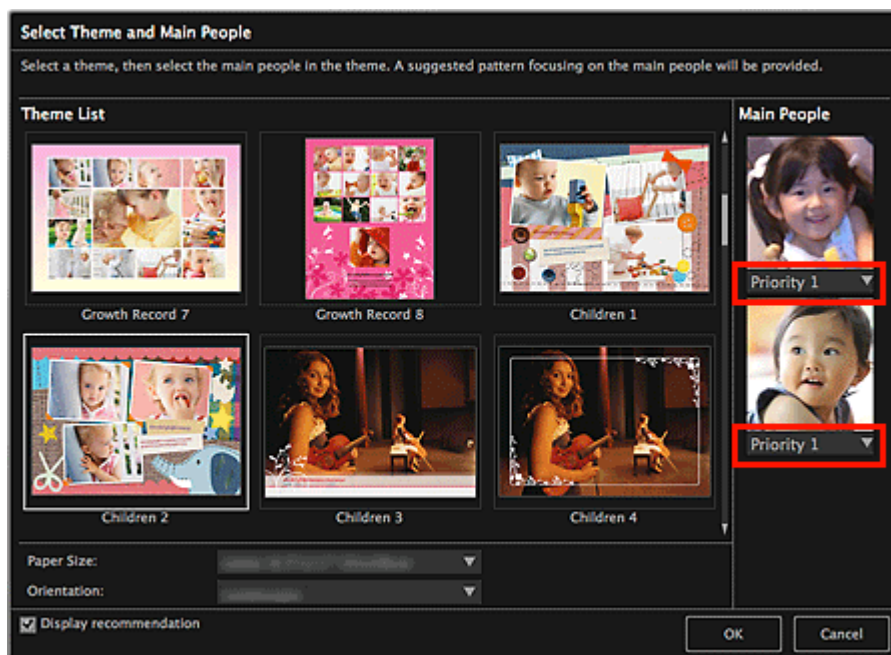 Select Theme and Main People
Select a theme, then select the main people in the theme. A suggested pattern focusing on the main people will be provided.
Theme List
Main People
Growth Record 7
Growth Record 8
Children 1
Priority 1
Children 2
Children 3
Children 4
Priority 1
Paper Size:
Orientation:
Display recommendation
OK
Cancel